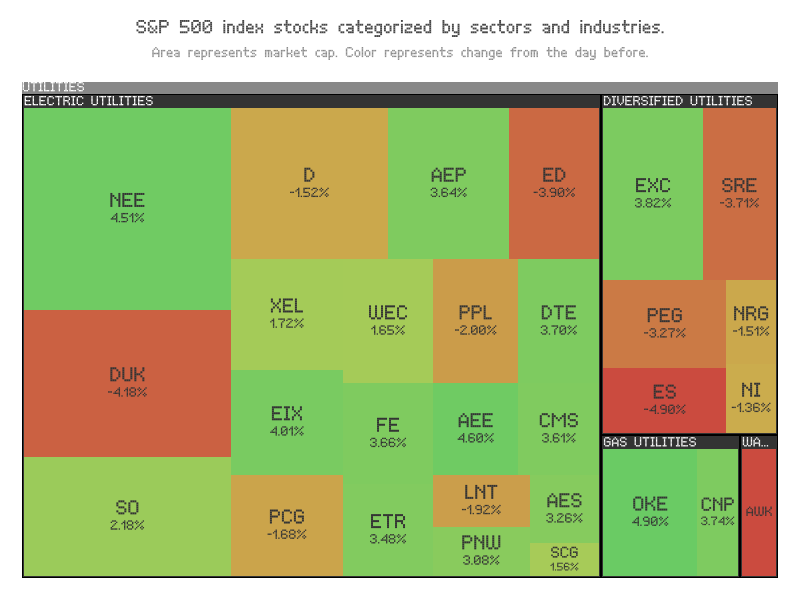 S&P 500 index stocks categorized by sectors and industries.
Area represents market cap. Color represents change from the day before.
UTILITIES
ELECTRIC UTILITIES
NEE
4.51%
DUK
-4.18%
SO
2.18%
D
-1.52%
AEP
3.64%
ED
-3.90%
XEL
1.72%
WEC
1.65%
PPL
-2.00%
DTE
3.70%
EIX
4.01%
FE
3.66%
AEE
4.60%
CMS
3.61%
PCG
-1.68%
ETR
3.48%
LNT
-1.92%
AES
3.26%
PNW
3.08%
SCG
1.56%
DIVERSIFIED UTILITIES
EXC
3.82%
SRE
-3.71%
PEG
-3.27%
NRG
-1.51%
ES
-4.90%
NI
-1.36%
GAS UTILITIES
OKE
4.90%
CNP
3.74%
WA...
AWK